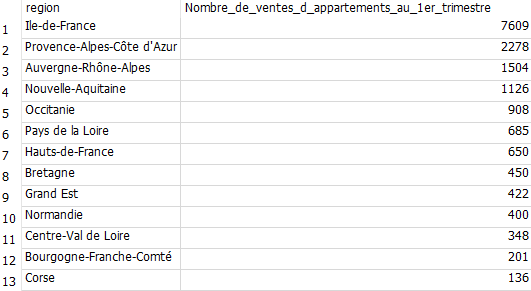 region Nombre_de_ventes_d_appartements_au_1er_trimestre
1 Ile-de-France 7609
2 Provence-Alpes-Côte d'Azur 2278
3 Auvergne-Rhône-Alpes 1504
4 Nouvelle-Aquitaine 1126
5 Occitanie 908
6 Pays de la Loire 685
7 Hauts-de-France 650
8 Bretagne 450
9 Grand Est 422
10 Normandie 400
11 Centre-Val de Loire 348
12 Bourgogne-Franche-Comté 201
13 Corse 136